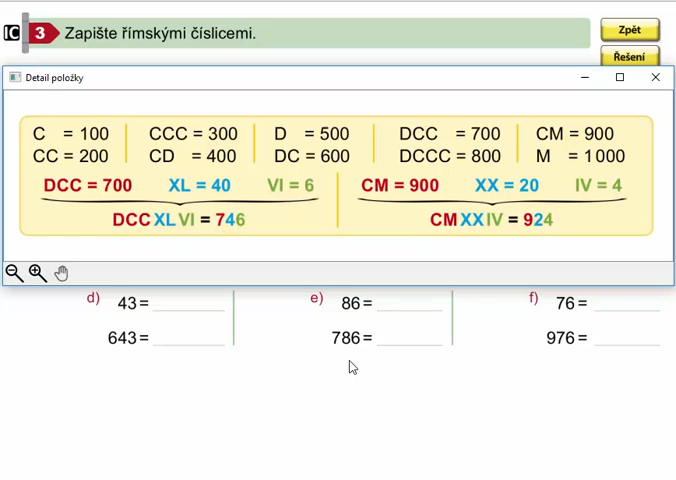 IC 3 Zapište římskými číslicemi.
Zpět
Řešení
Detail položky
C = 100 CCC = 300 D = 500 DCC = 700 CM = 900
CC = 200 CD = 400 DC = 600 DCCC = 800 M = 1 000
DCC = 700 XL = 40 VI = 6 CM = 900 XX = 20 IV = 4
DCCXLVI = 746 CMXXIV = 924
d) 43 = e) 86 = f) 76 =
643 = 786 = 976 =